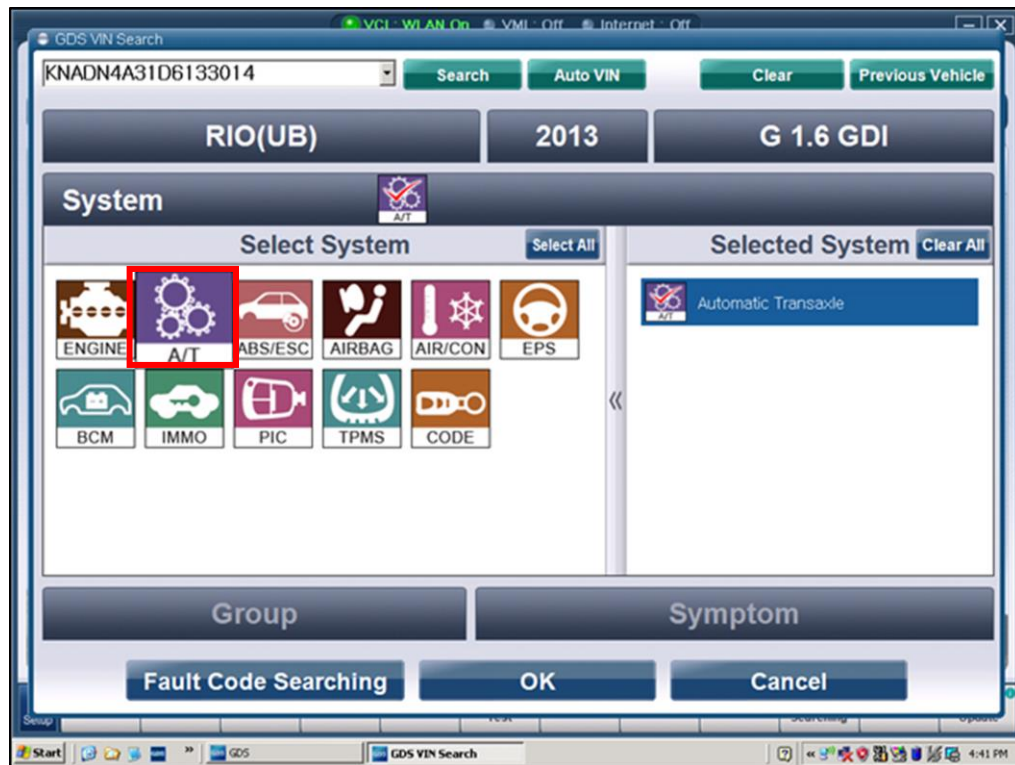 VCI : WLAN On VMI : Off Internet : Off
GDS VIN Search
KNADN4A31D6133014 Search Auto VIN Clear Previous Vehicle
RIO(UB) 2013 G 1.6 GDI
System A/T
Select System Select All Selected System Clear All
A/T Automatic Transaxle
ENGINE A/T ABS/ESC AIRBAG AIR/CON EPS
BCM IMMO PIC TPMS CODE
Group Symptom
Fault Code Searching OK Cancel
Setup Test Searching Update
Start GDS GDS VIN Search 4:41 PM